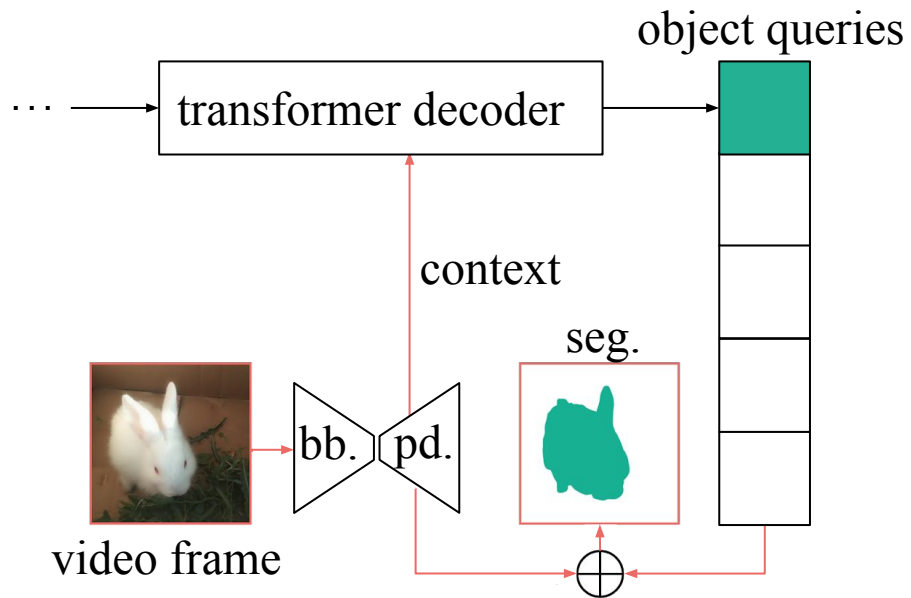 object queries
...
transformer decoder
context
seg.
bb.
pd.
video frame